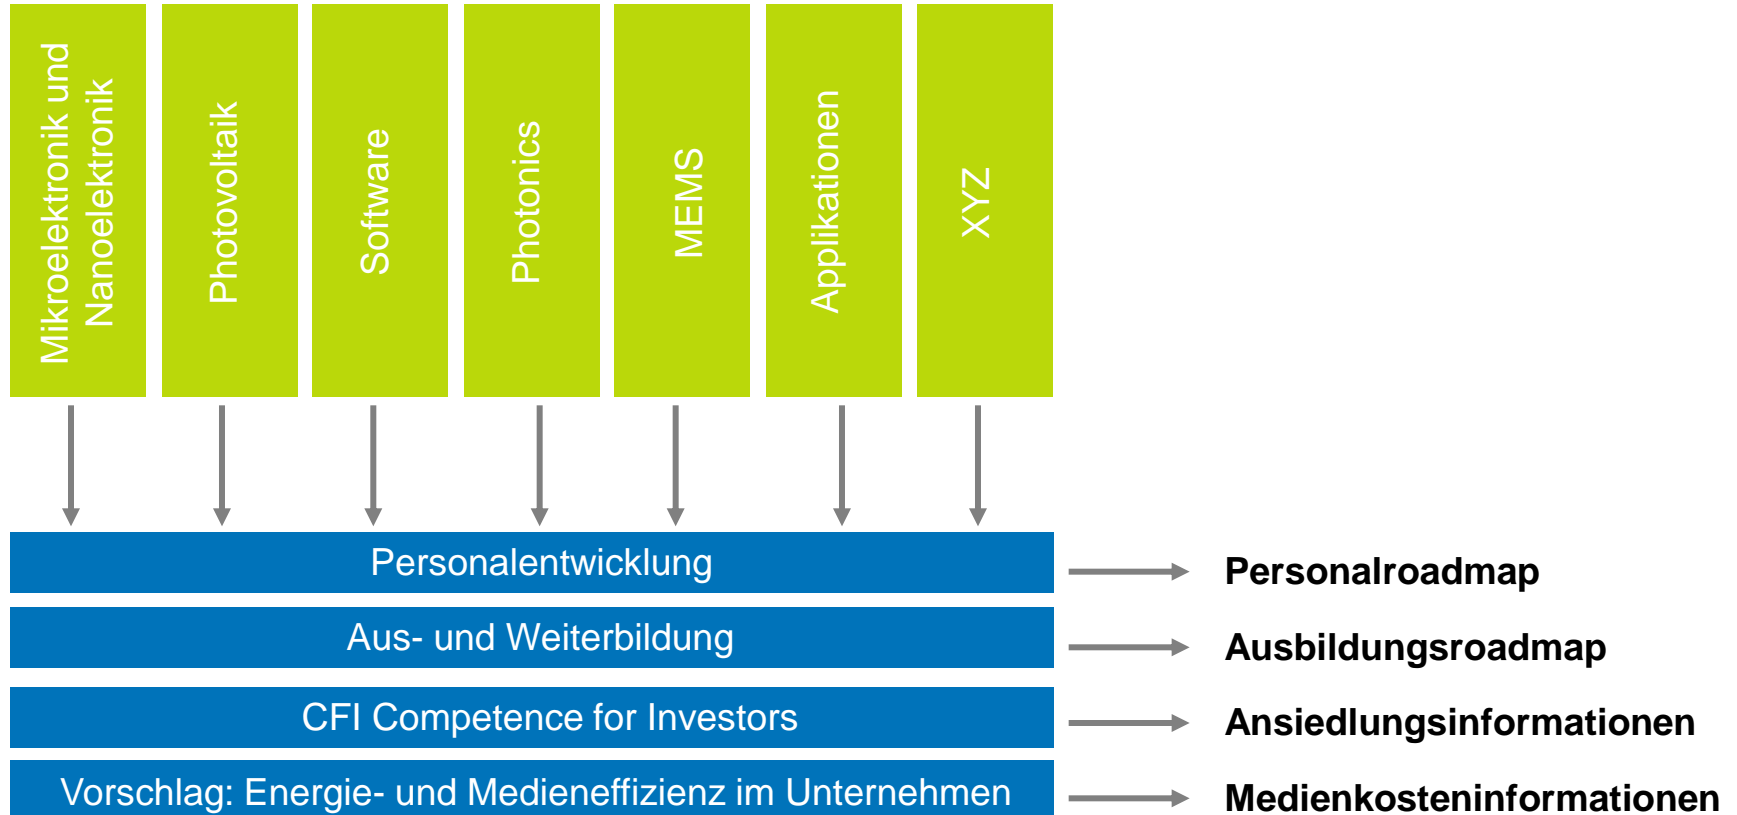 Mikroelektronik und
Nanoelektronik
Photovoltaik
Software
Photonics
MEMS
Applikationen
XYZ
Personalentwicklung
Personalroadmap
Aus- und Weiterbildung
Ausbildungsroadmap
CFI Competence for Investors
Ansiedlungsinformationen
Vorschlag: Energie- und Medieneffizienz im Unternehmen
Medienkosteninformationen